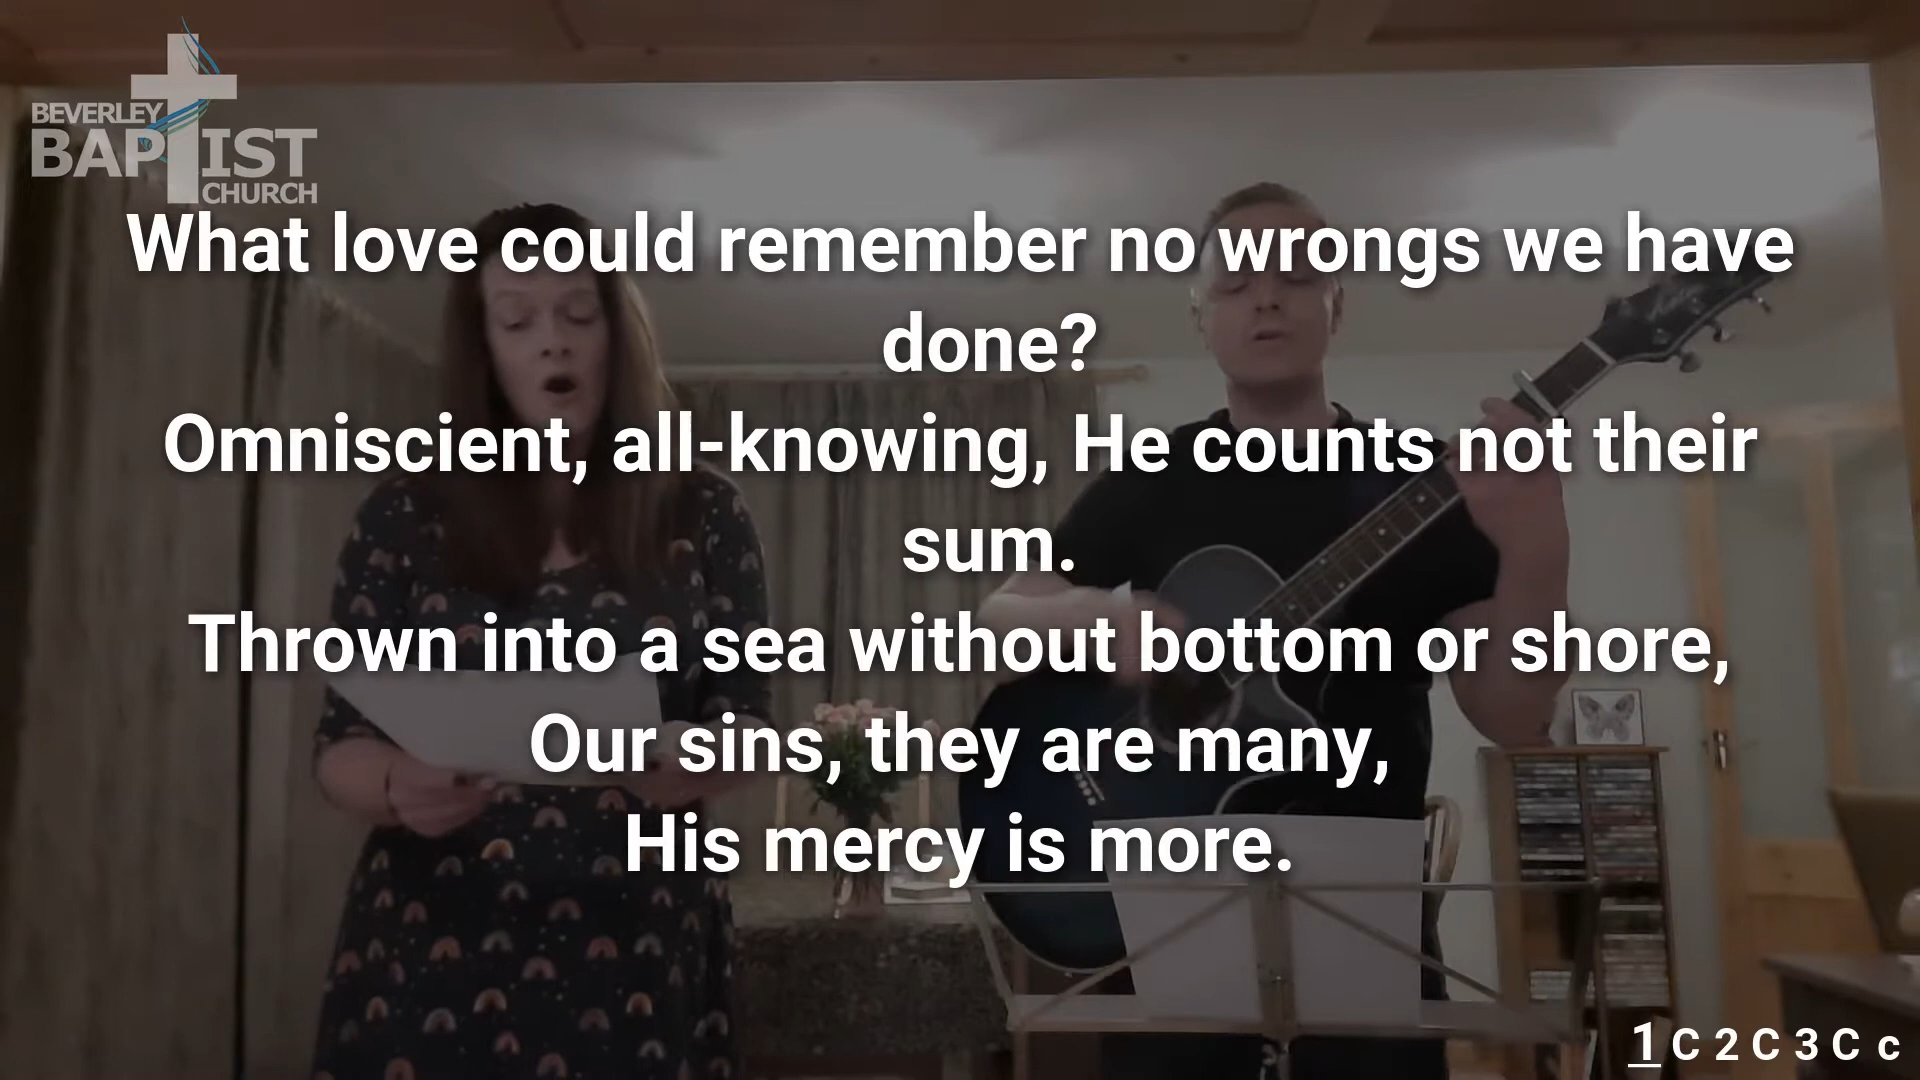 BEVERLEY
BAPTIST
CHURCH
What love could remember no wrongs we have
done?
Omniscient, all-knowing, He counts not their
sum.
Thrown into a sea without bottom or shore,
Our sins, they are many,
His mercy is more.
1 C 2 C 3 C c